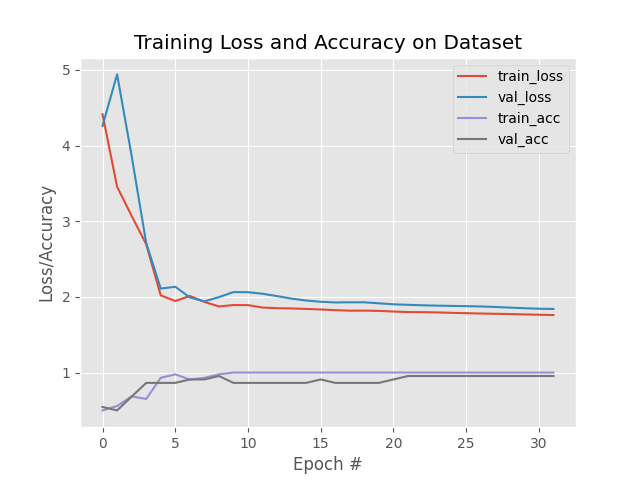 Training Loss and Accuracy on Dataset
train_loss
val_loss
train_acc
val_acc
Loss/Accuracy
5
4
3
2
1
0 5 10 15 20 25 30
Epoch #